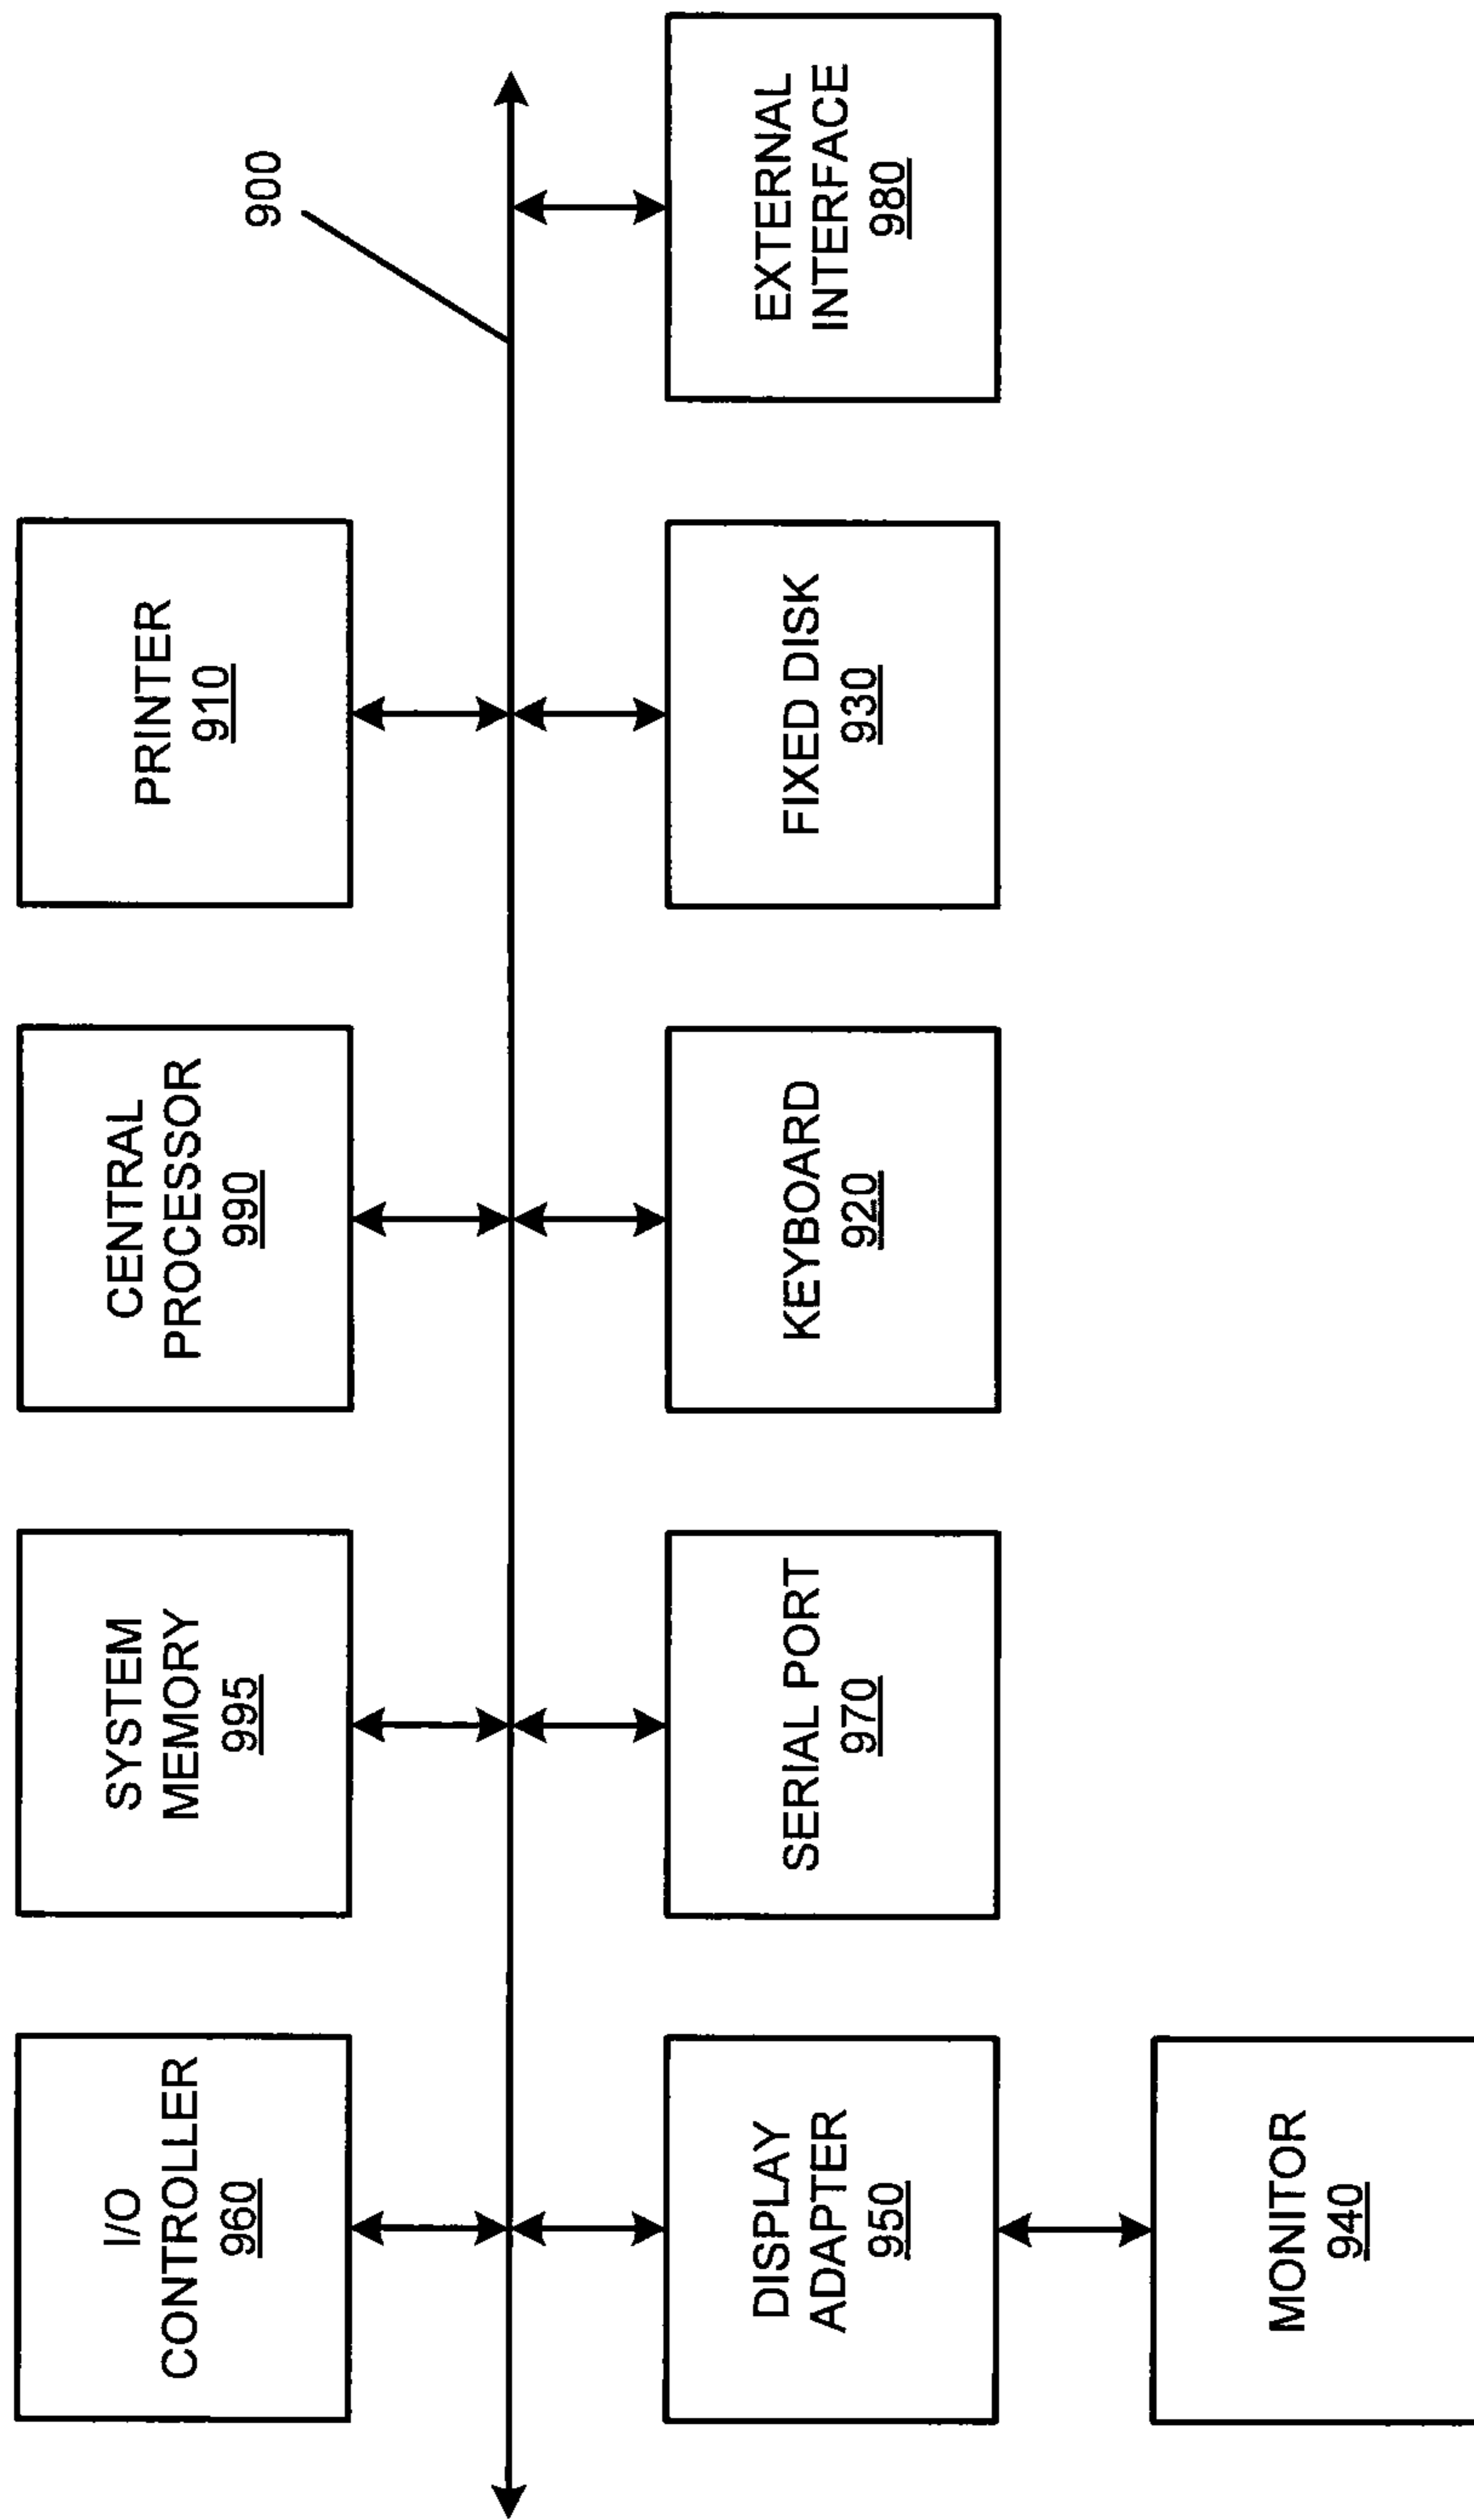 I/O
CONTROLLER
960
SYSTEM
MEMORY
995
CENTRAL
PROCESSOR
990
PRINTER
910
900
DISPLAY
ADAPTER
950
SERIAL PORT
970
KEYBOARD
920
FIXED DISK
930
EXTERNAL
INTERFACE
980
MONITOR
940